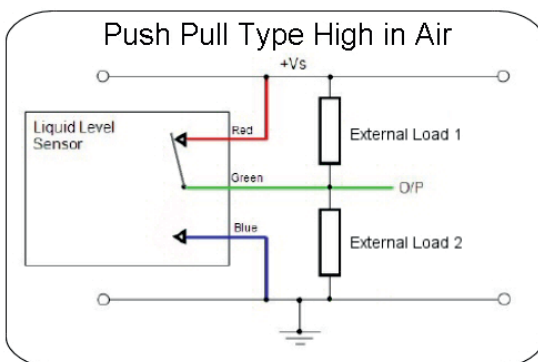 Push Pull Type High in Air
+Vs
Liquid Level
Sensor
Red
External Load 1
Green
O/P
Blue
External Load 2